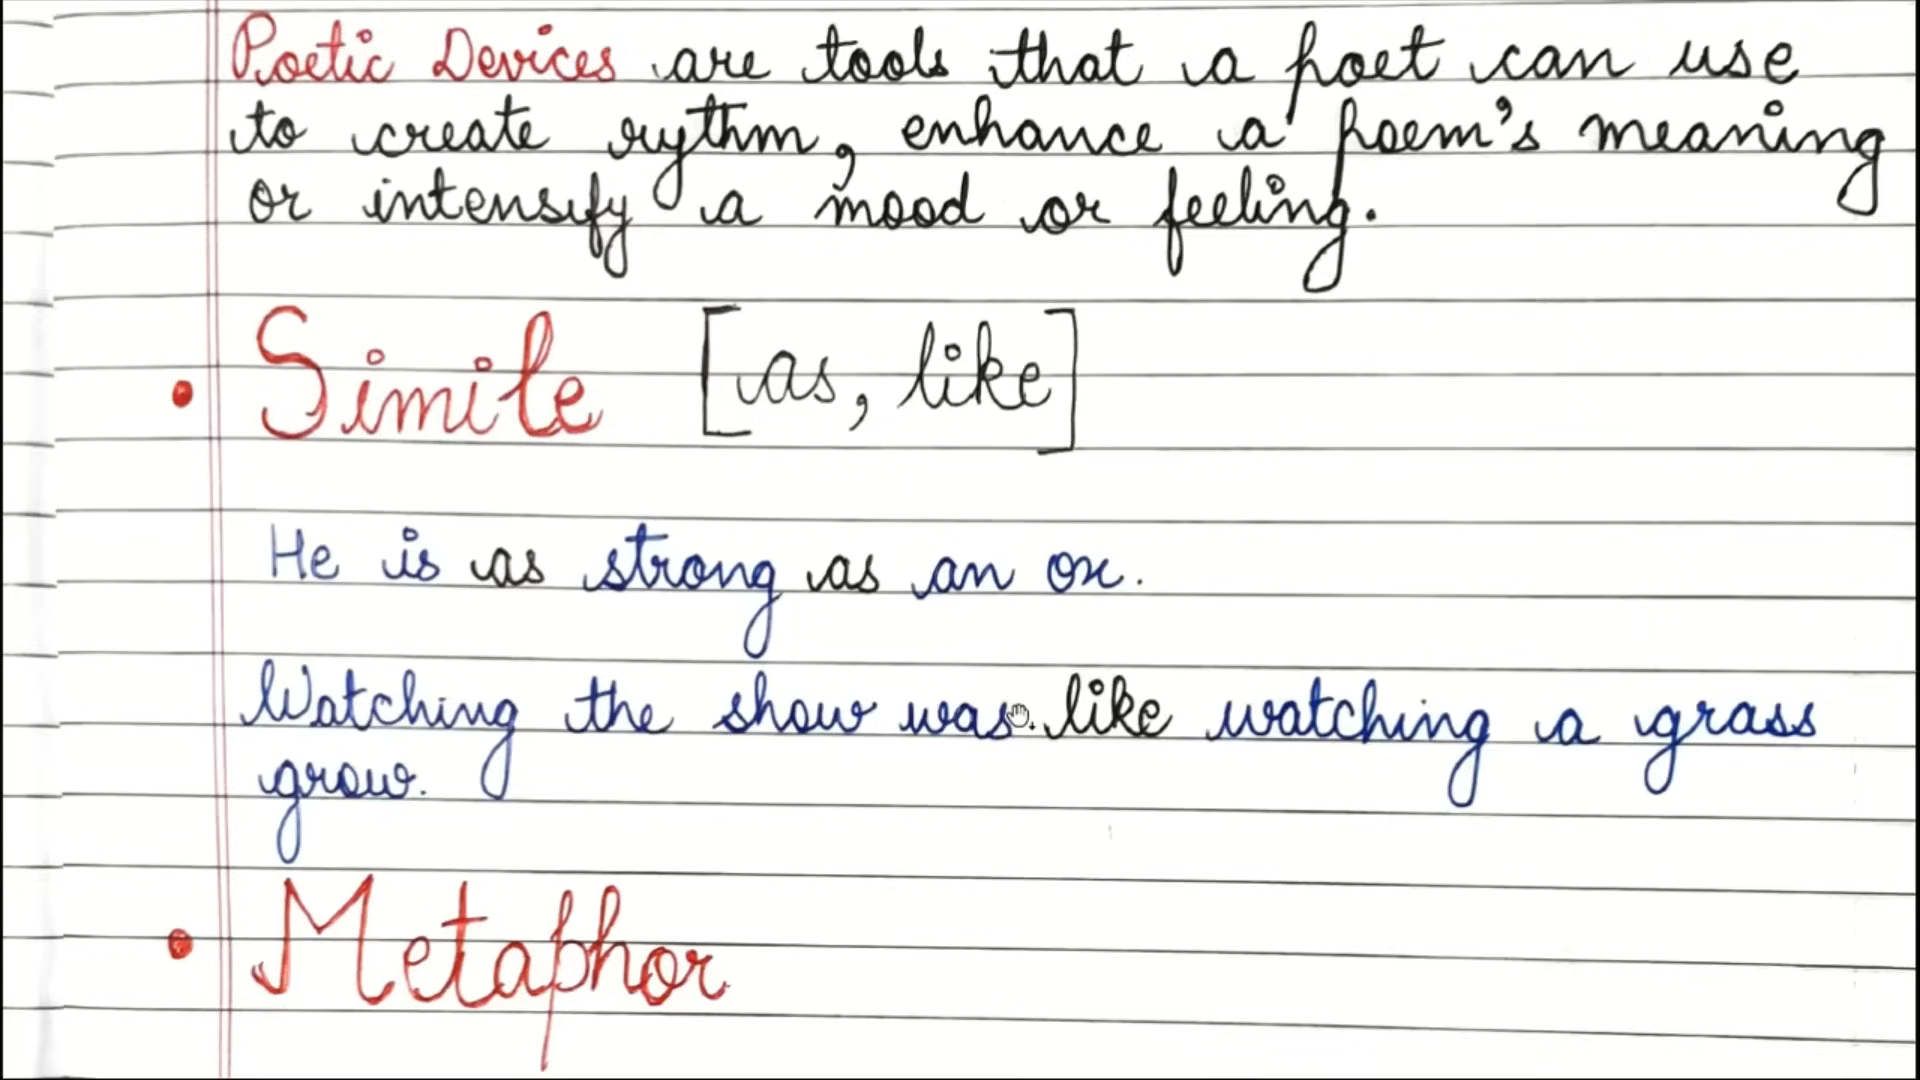 Poetic Devices are tools that a poet can use
to create rythm, enhance a poem's meaning
or intensify a mood or feeling.
• Simile [as, like]
He is as strong as an ox.
Watching the show was like watching a grass
grow.
• Metaphor